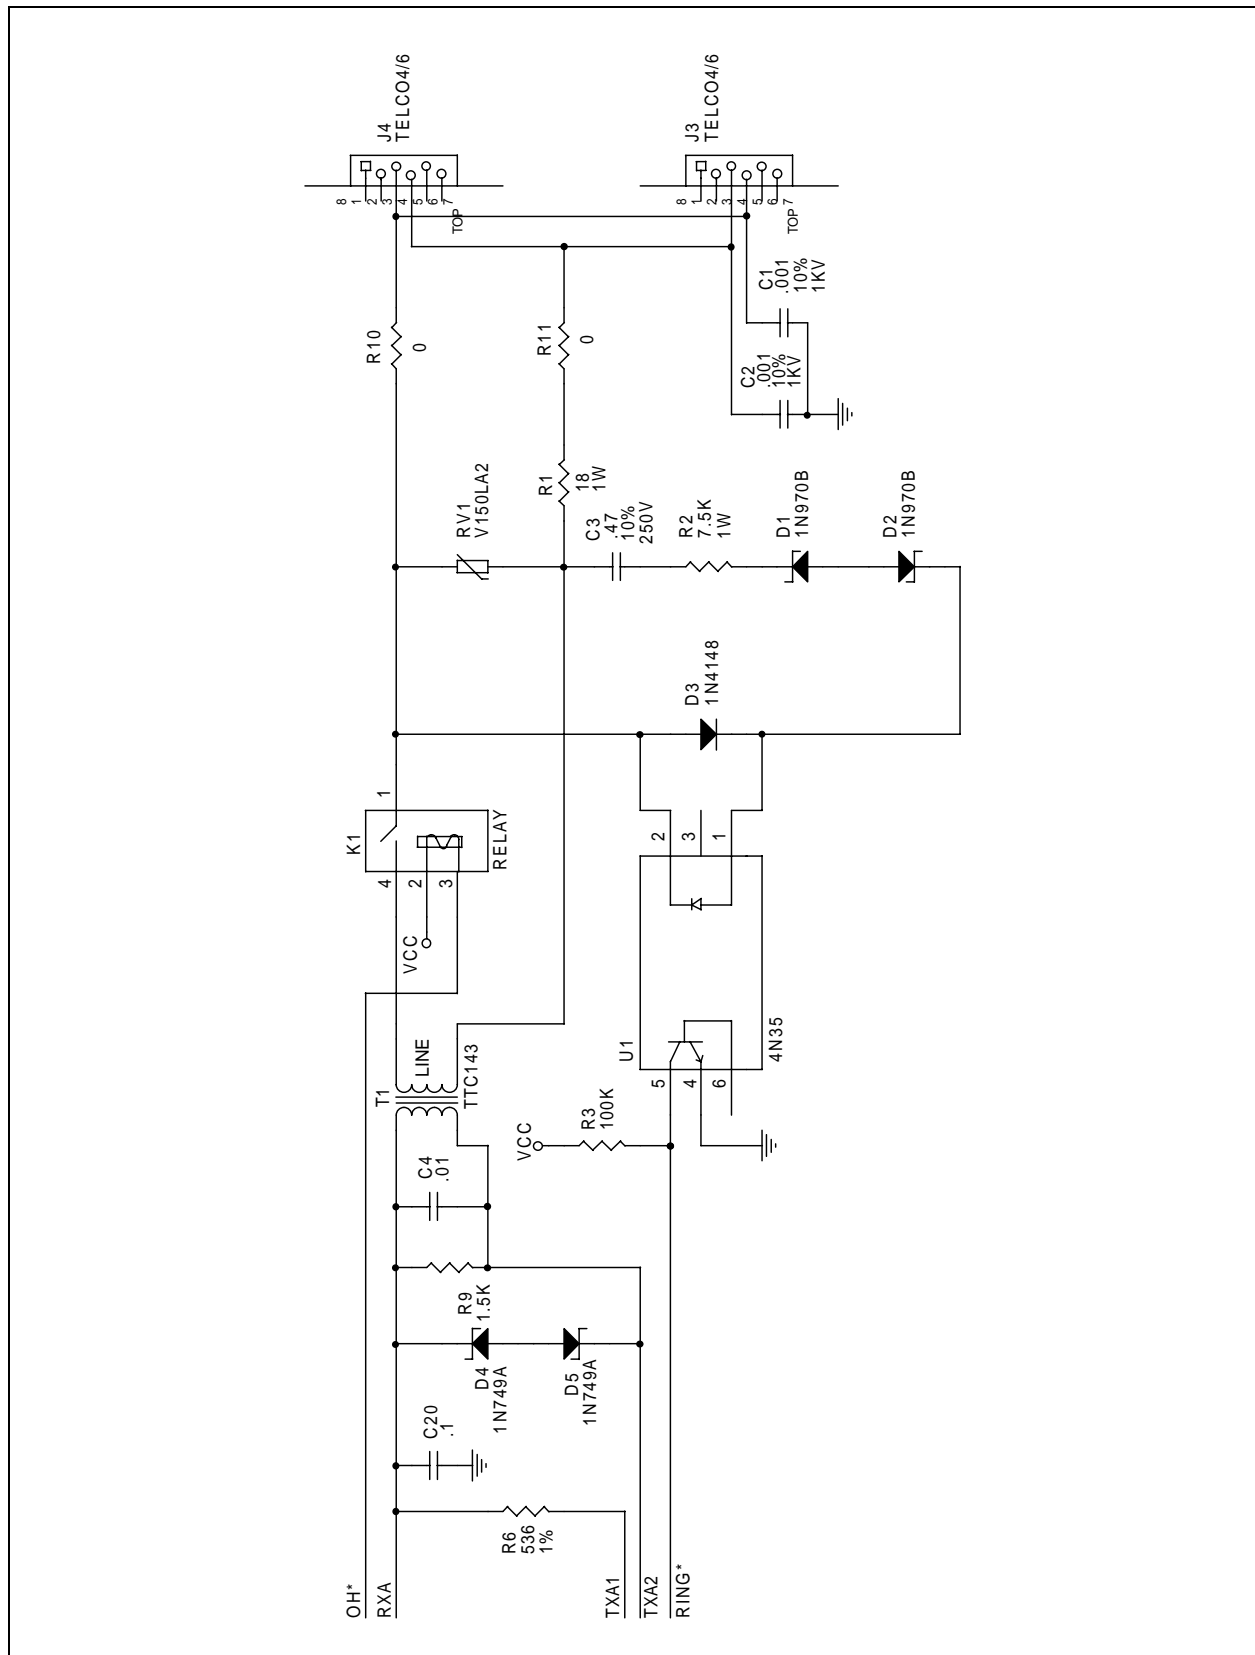 J4
TELCO4/6
8
1
2
3
4
5
6
7
TOP
J3
TELCO4/6
8
1
2
3
4
5
6
7
TOP
R10
0
R11
0
C1
.001
10%
1KV
C2
.001
10%
1KV
RV1
V150LA2
R1
18
1W
C3
.47
10%
250V
R2
7.5K
1W
D1
1N970B
D2
1N970B
D3
1N4148
K1
1
4
2
3
RELAY
VCC
U1
2
3
1
5
4
6
4N35
T1
LINE
TTC143
VCC
R3
100K
C4
.01
R9
1.5K
D4
1N749A
D5
1N749A
C20
.1
R6
536
1%
OH*
RXA
TXA1
TXA2
RING*